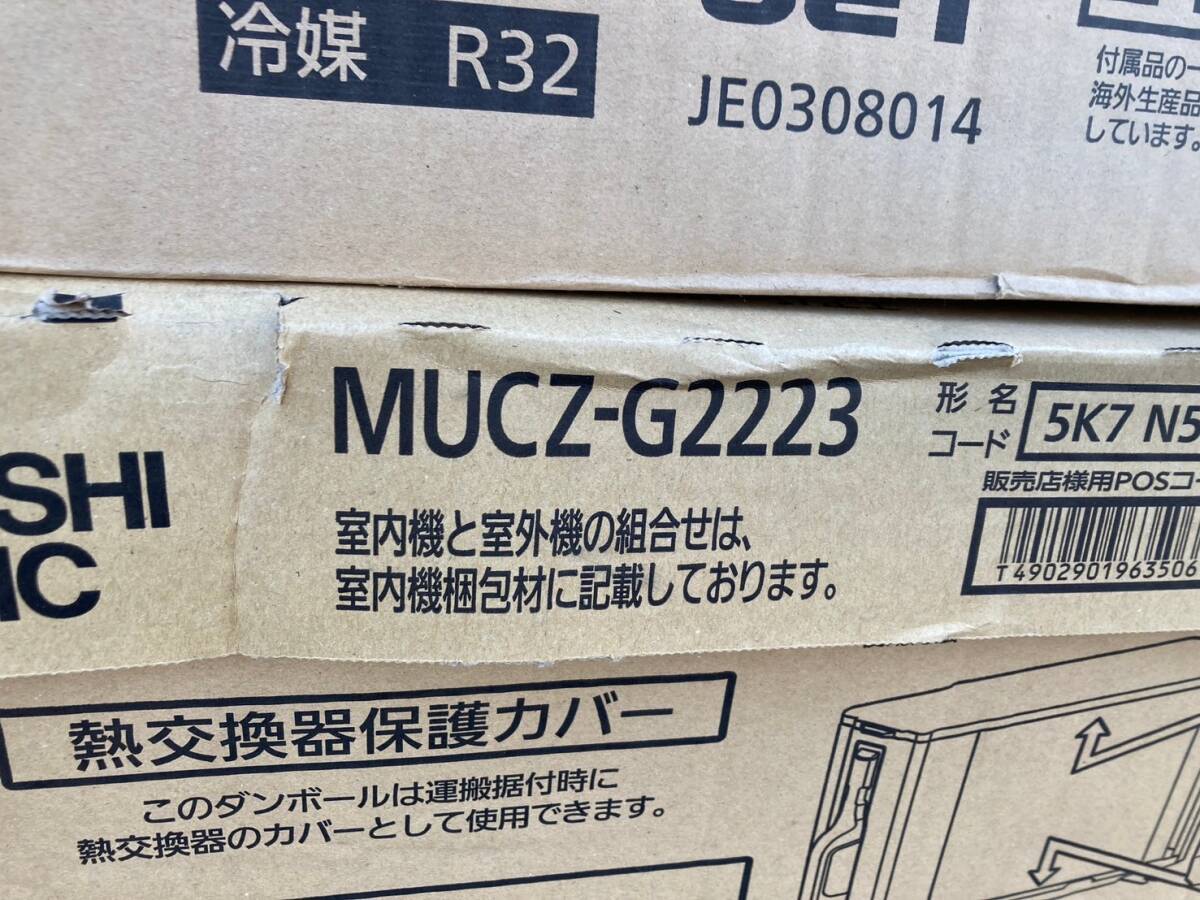 冷媒 R32
JE0308014
付属品の一
海外生産品
しています。
SHI
IC
MUCZ-G2223
形名
コード
5K7 N5
販売店様用POSコー
T4902901963506
室内機と室外機の組合せは、
室内機梱包材に記載しております。
熱交換器保護カバー
このダンボールは運搬据付時に
熱交換器のカバーとして使用できます。